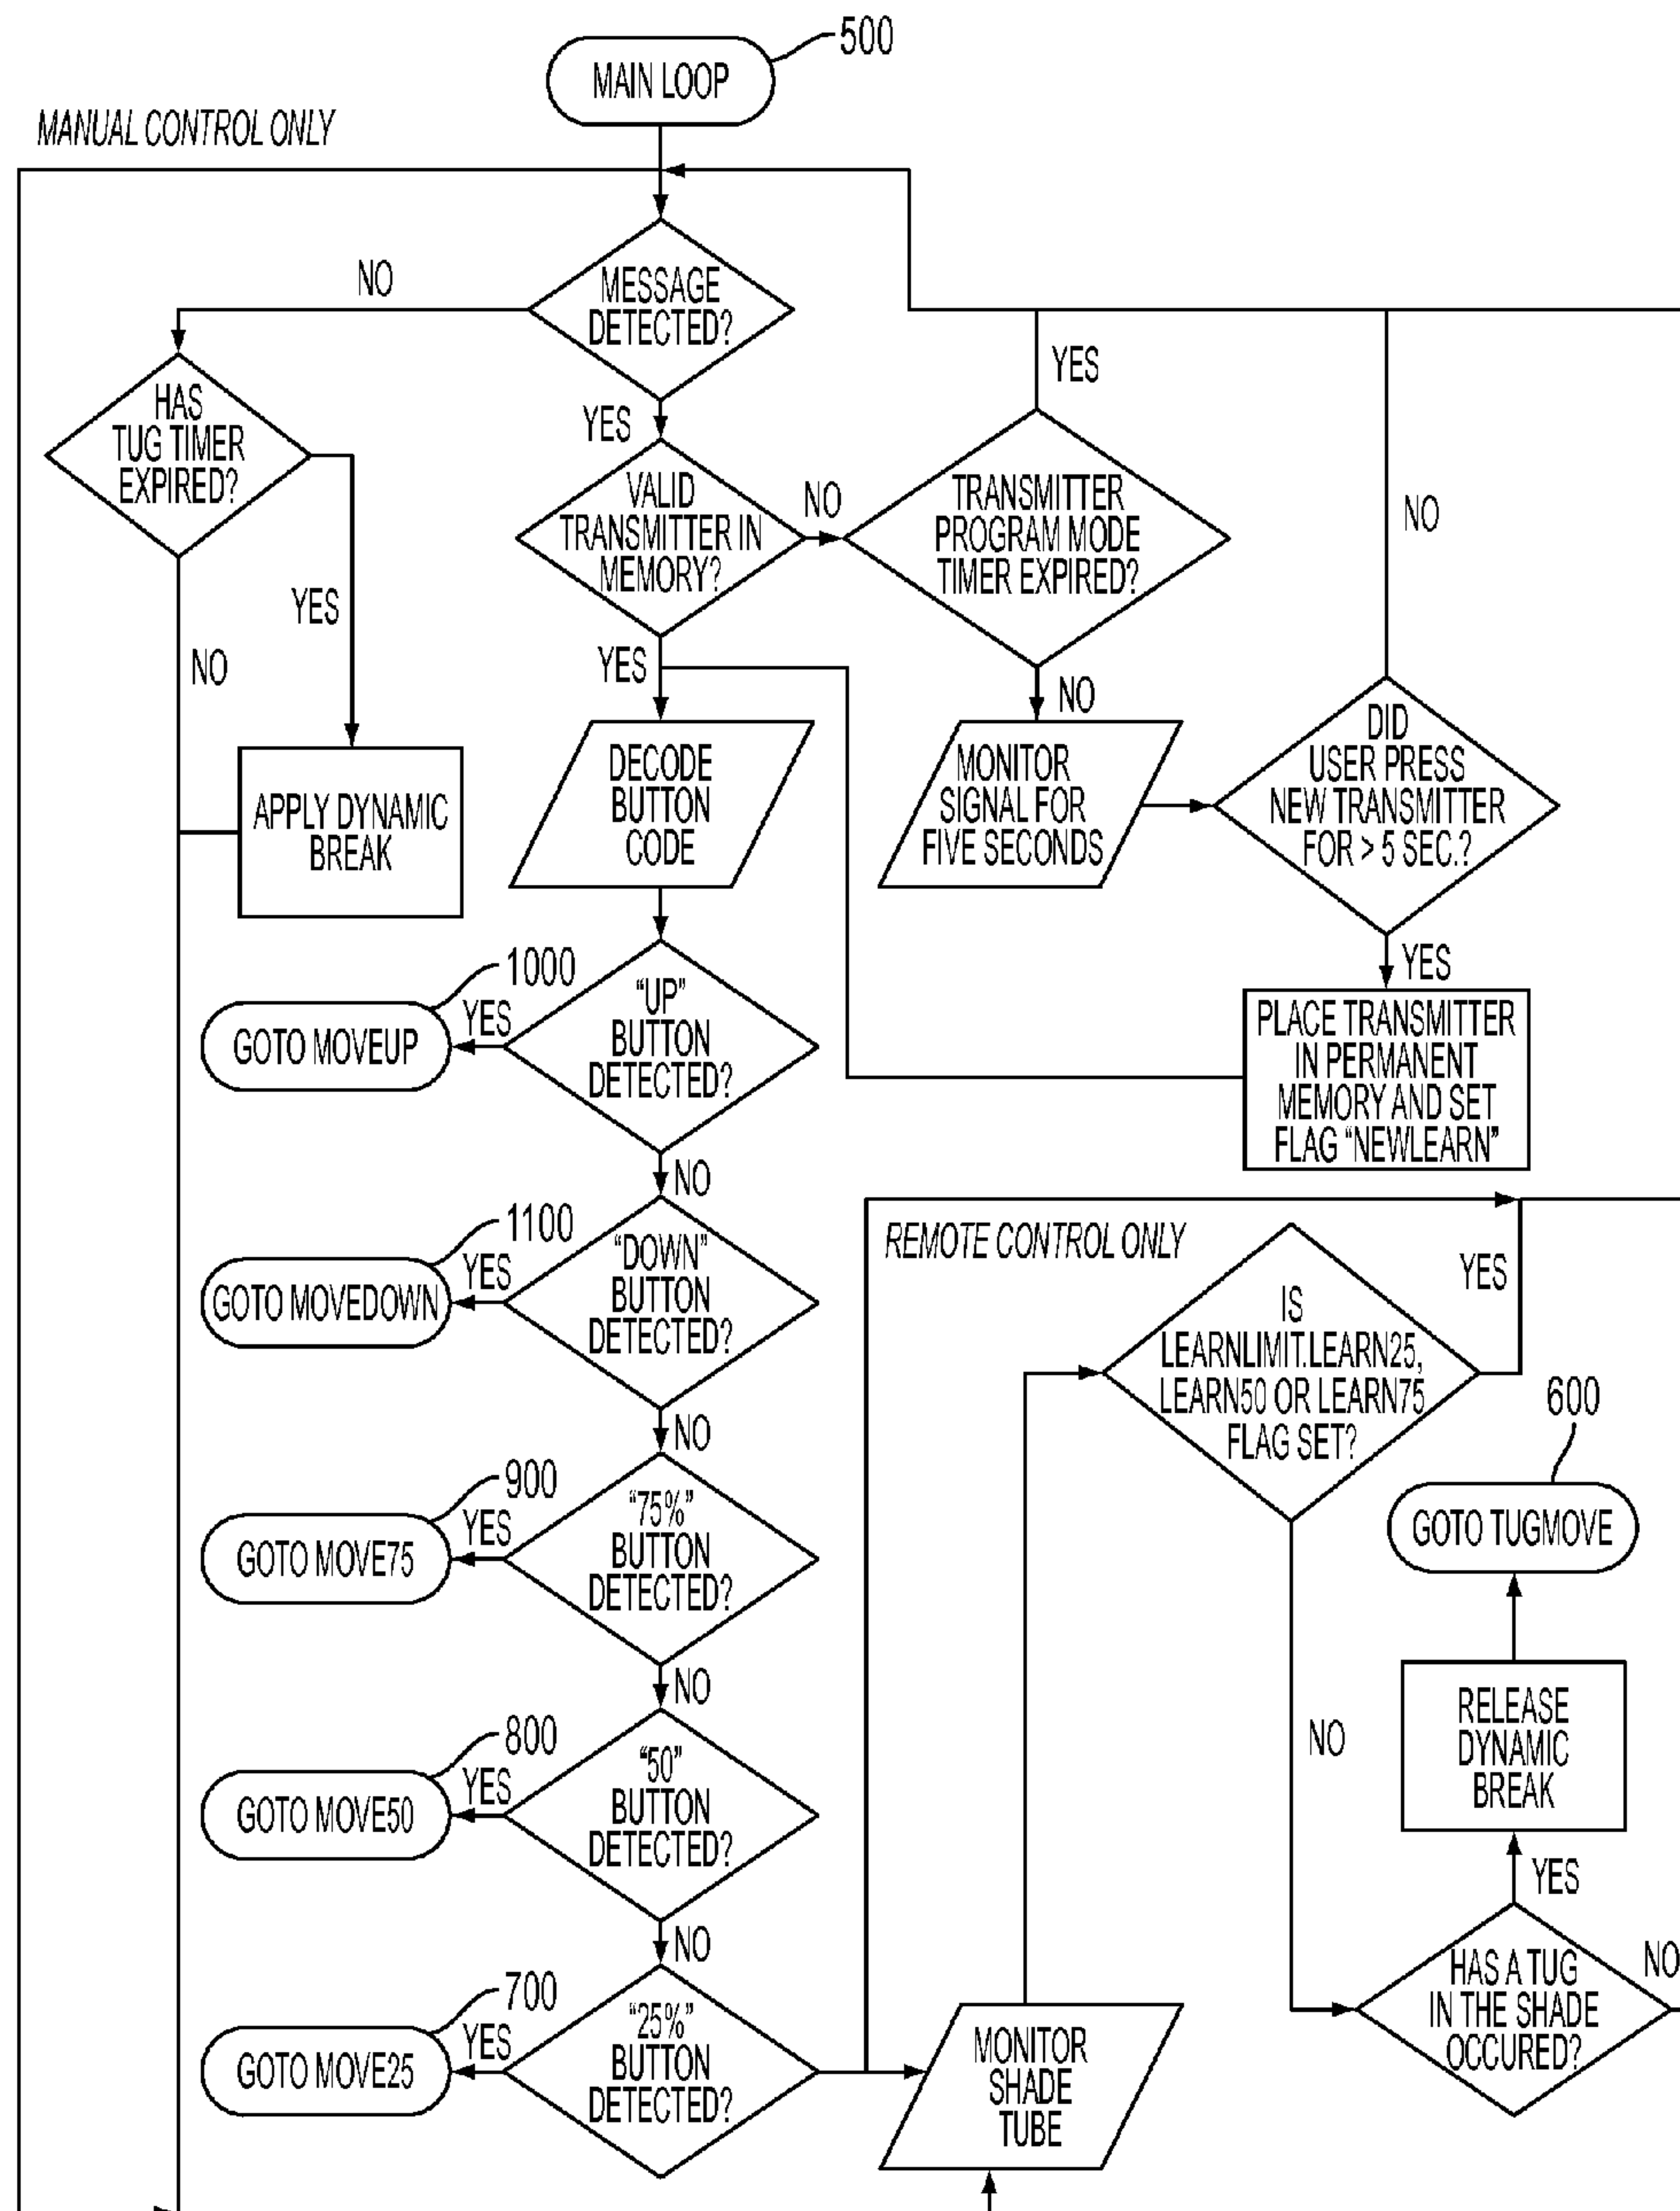 500
MAIN LOOP
MANUAL CONTROL ONLY
NO
MESSAGE
DETECTED?
YES
HAS
TUG TIMER
EXPIRED?
YES
VALID
TRANSMITTER IN
MEMORY?
NO
TRANSMITTER
PROGRAM MODE
TIMER EXPIRED?
NO
YES
NO
YES
NO
DECODE
BUTTON
CODE
MONITOR
SIGNAL FOR
FIVE SECONDS
DID
USER PRESS
NEW TRANSMITTER
FOR > 5 SEC.?
APPLY DYNAMIC
BREAK
YES
1000
GOTO MOVEUP
YES
"UP"
BUTTON
DETECTED?
PLACE TRANSMITTER
IN PERMANENT
MEMORY AND SET
FLAG "NEWLEARN"
NO
1100
GOTO MOVEDOWN
YES
"DOWN"
BUTTON
DETECTED?
REMOTE CONTROL ONLY
YES
IS
LEARNLIMIT.LEARN25,
LEARN50 OR LEARN75
FLAG SET?
NO
600
GOTO TUGMOVE
900
GOTO MOVE75
YES
"75%"
BUTTON
DETECTED?
NO
NO
RELEASE
DYNAMIC
BREAK
800
GOTO MOVE50
YES
"50"
BUTTON
DETECTED?
YES
NO
NO
HAS A TUG
IN THE SHADE
OCCURED?
700
GOTO MOVE25
YES
"25%"
BUTTON
DETECTED?
MONITOR
SHADE
TUBE